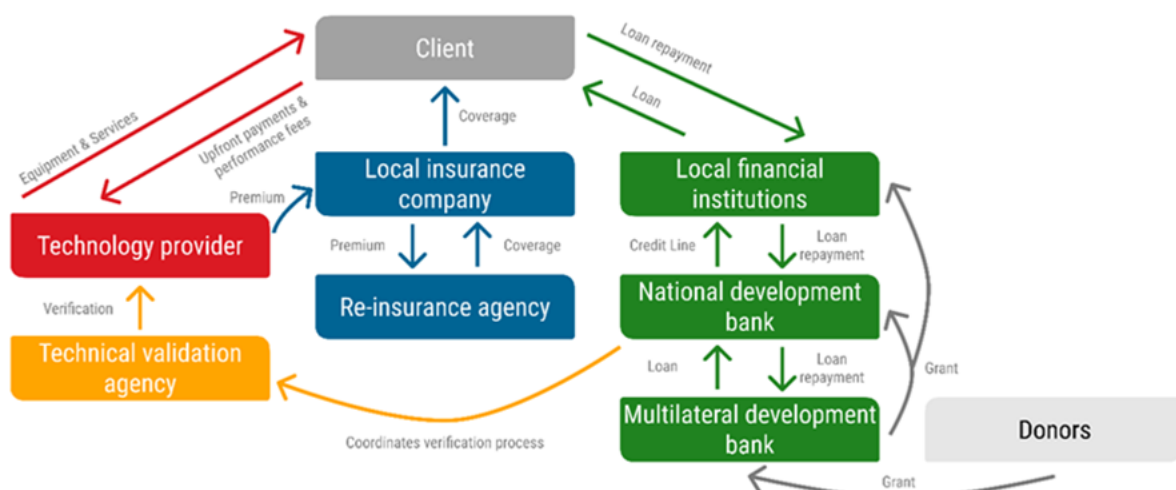 Client
Loan repayment
Loan
Equipment & Services
Upfront payments &
performance fees
Coverage
Local insurance
company
Local financial
institutions
Premium
Technology provider
Premium
Coverage
Credit Line
Loan
repayment
Re-insurance agency
National development
bank
Verification
Technical validation
agency
Loan
Loan
repayment
Grant
Coordinates verification process
Multilateral development
bank
Donors
Grant